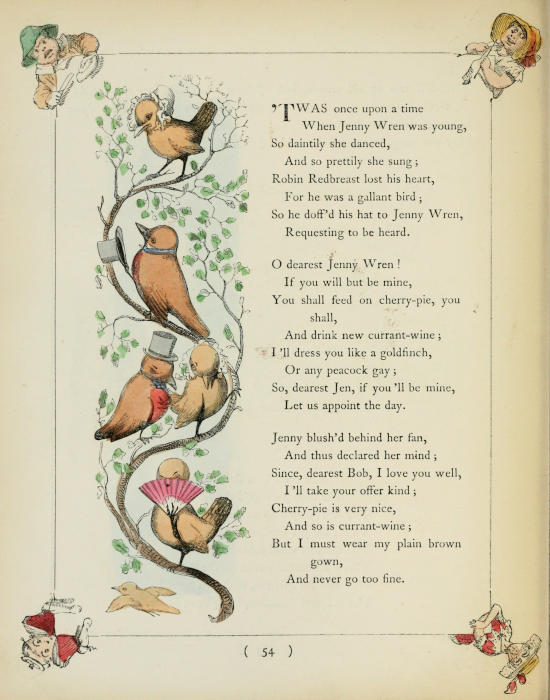 'TWAS once upon a time
When Jenny Wren was young,
So daintily she danced,
And so prettily she sung;
Robin Redbreast lost his heart,
For he was a gallant bird;
So he doff'd his hat to Jenny Wren,
Requesting to be heard.
O dearest Jenny Wren!
If you will but be mine,
You shall feed on cherry-pie, you
shall,
And drink new currant-wine;
I'll dress you like a goldfinch,
Or any peacock gay;
So, dearest Jen, if you'll be mine,
Let us appoint the day.
Jenny blush'd behind her fan,
And thus declared her mind;
Since, dearest Bob, I love you well,
I'll take your offer kind;
Cherry-pie is very nice,
And so is currant-wine;
But I must wear my plain brown
gown,
And never go too fine.
( 54 )